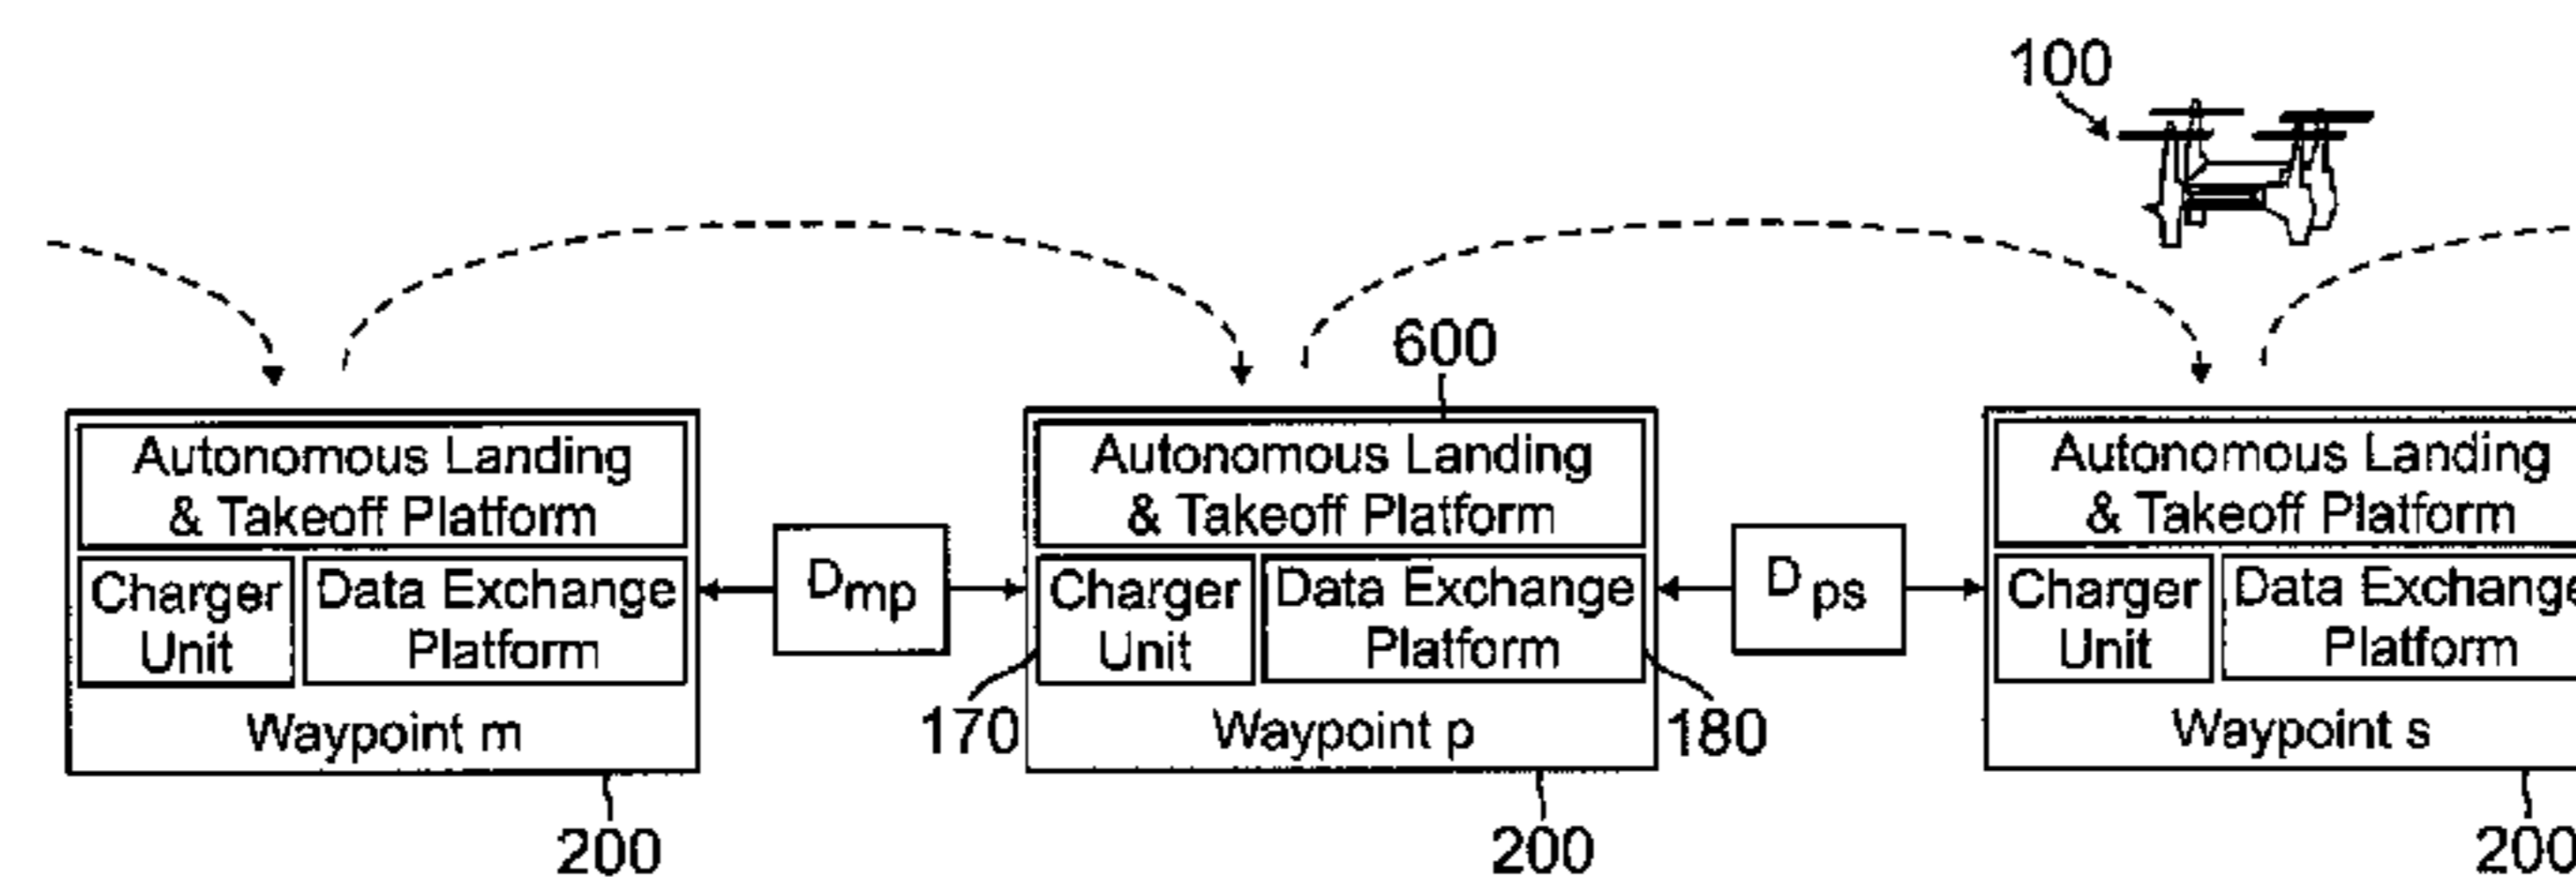 100
600
Autonomous Landing
& Takeoff Platform
Charger
Unit
Data Exchange
Platform
Waypoint m
200
Dmp
Autonomous Landing
& Takeoff Platform
Charger
Unit
Data Exchange
Platform
170
Waypoint p
180
200
Dps
Autonomous Landing
& Takeoff Platform
Charger
Unit
Data Exchange
Platform
Waypoint s
200